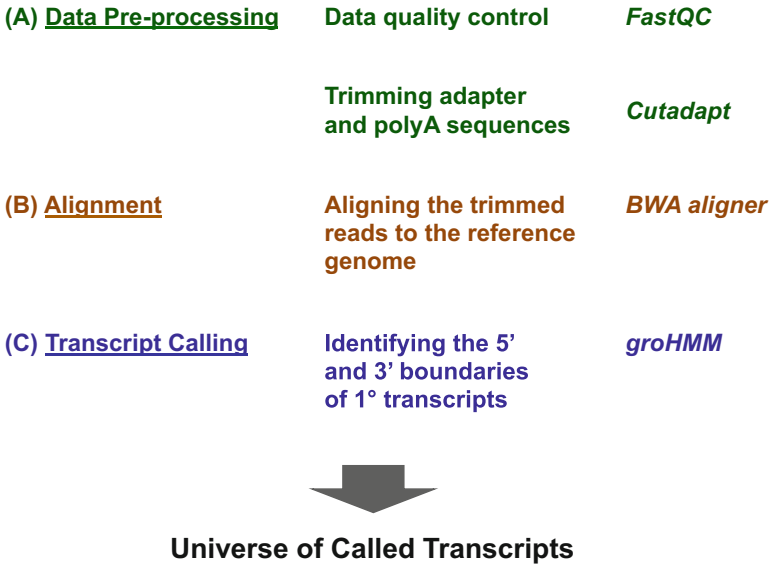 (A) Data Pre-processing Data quality control FastQC
Trimming adapter
and polyA sequences Cutadapt
(B) Alignment Aligning the trimmed BWA aligner
reads to the reference
genome
(C) Transcript Calling Identifying the 5’ groHMM
and 3’ boundaries
of 1° transcripts
Universe of Called Transcripts